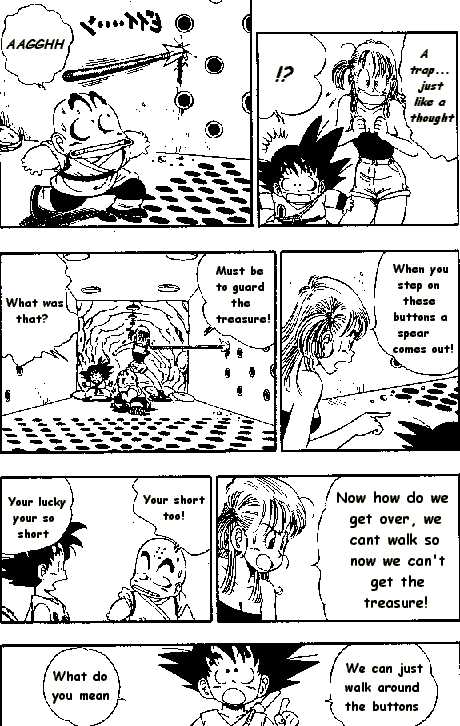 AAGGHH
!?
A
trap...
just
like a
thought
What was
that?
Must be
to guard
the
treasure!
When you
step on
these
buttons a
spear
comes out!
Your lucky
your so
short
Your short
too!
Now how do we
get over, we
cant walk so
now we can't
get the
treasure!
What do
you mean
We can just
walk around
the buttons